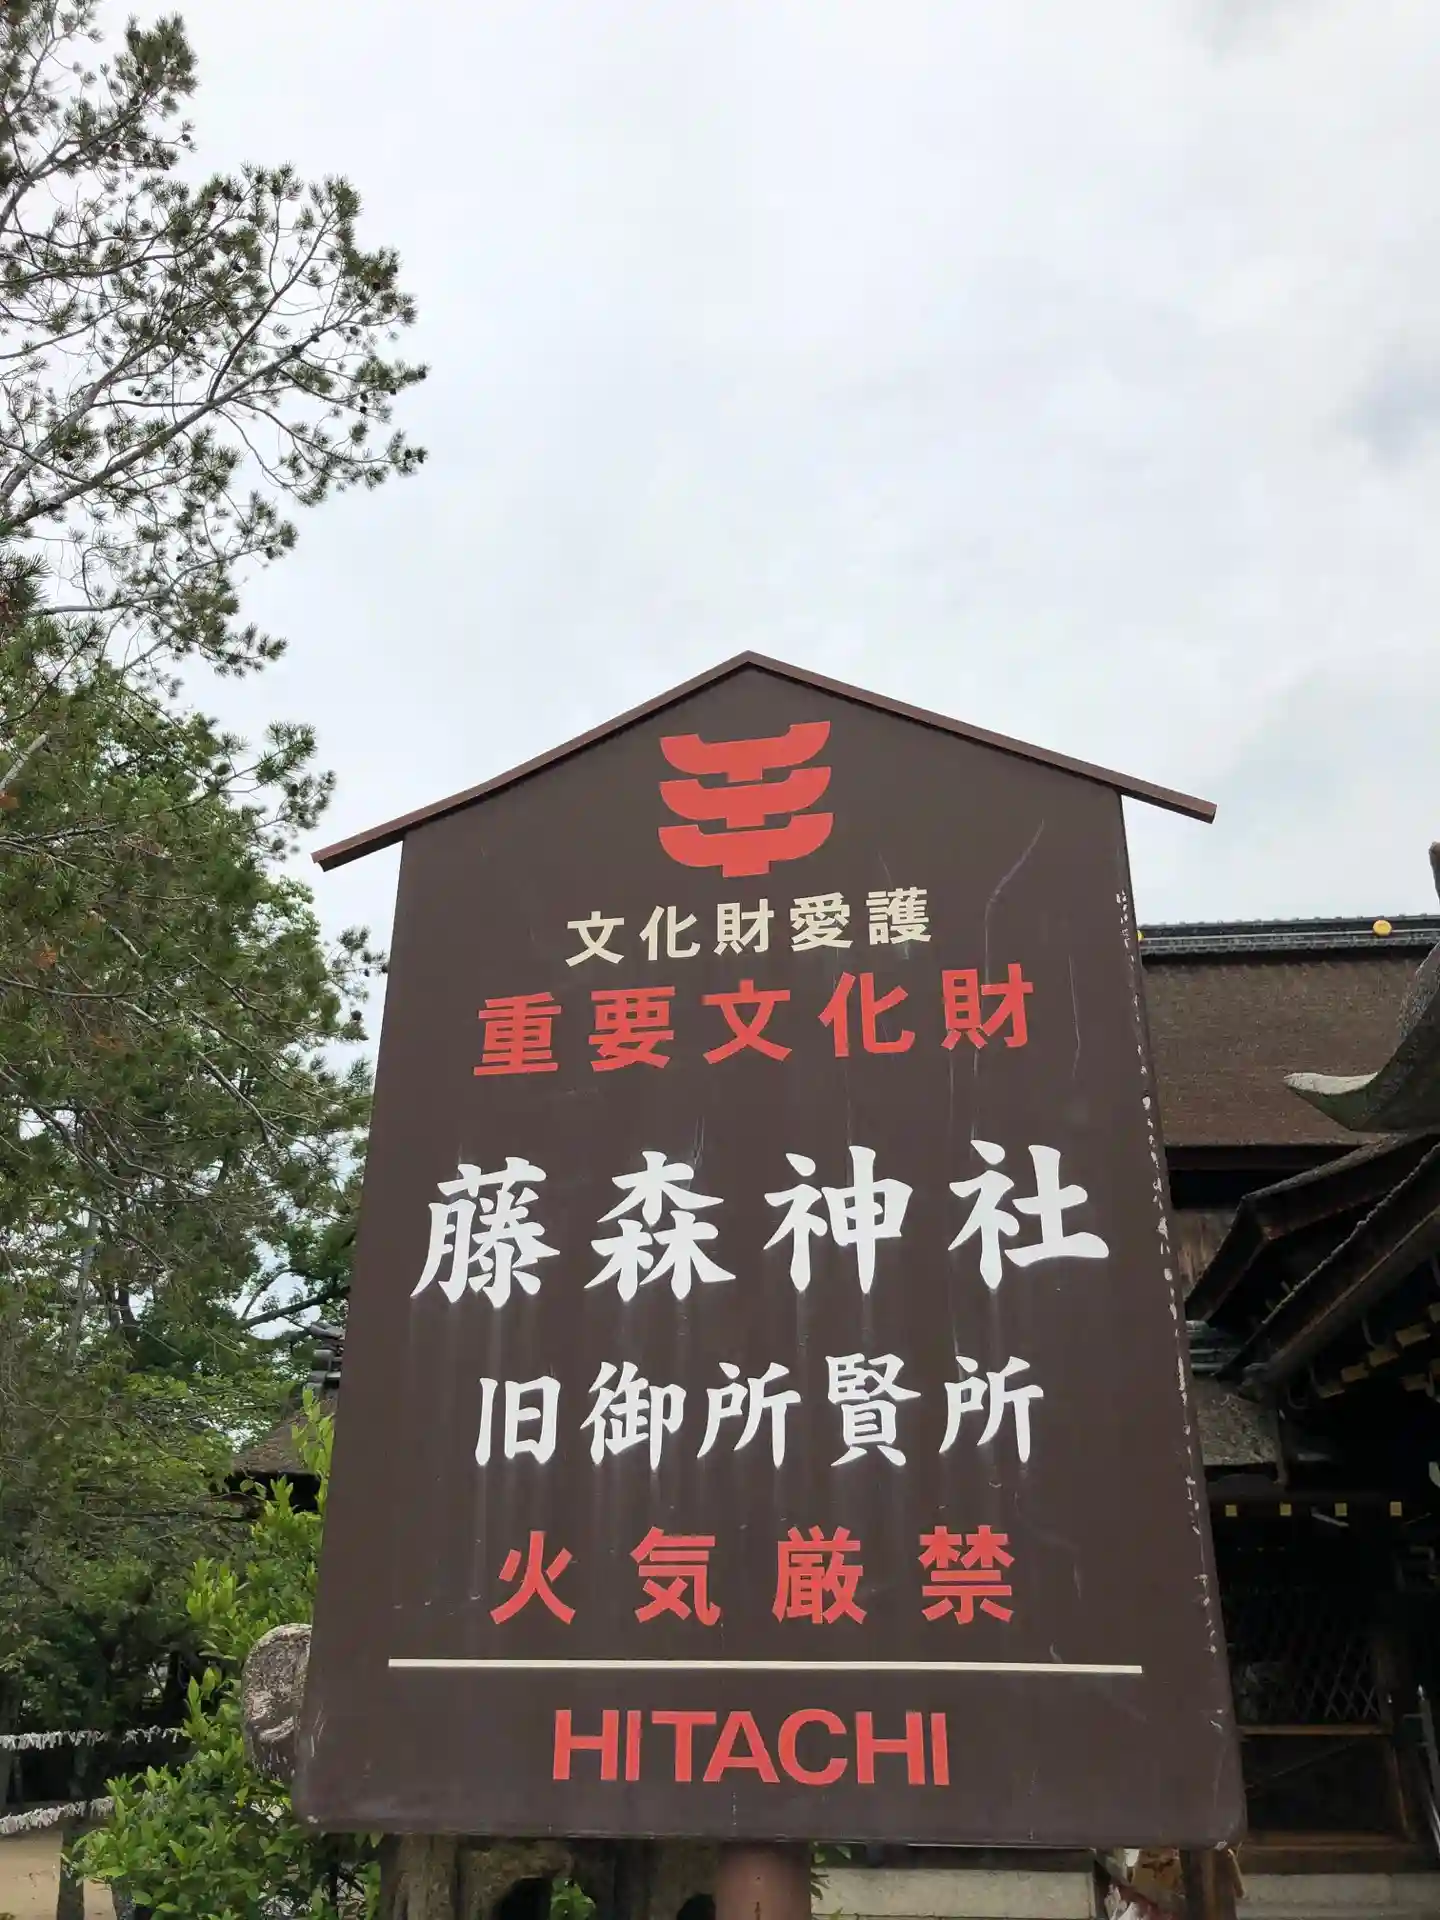 文化財愛護
重要文化財
藤森神社
旧御所賢所
火気厳禁
HITACHI